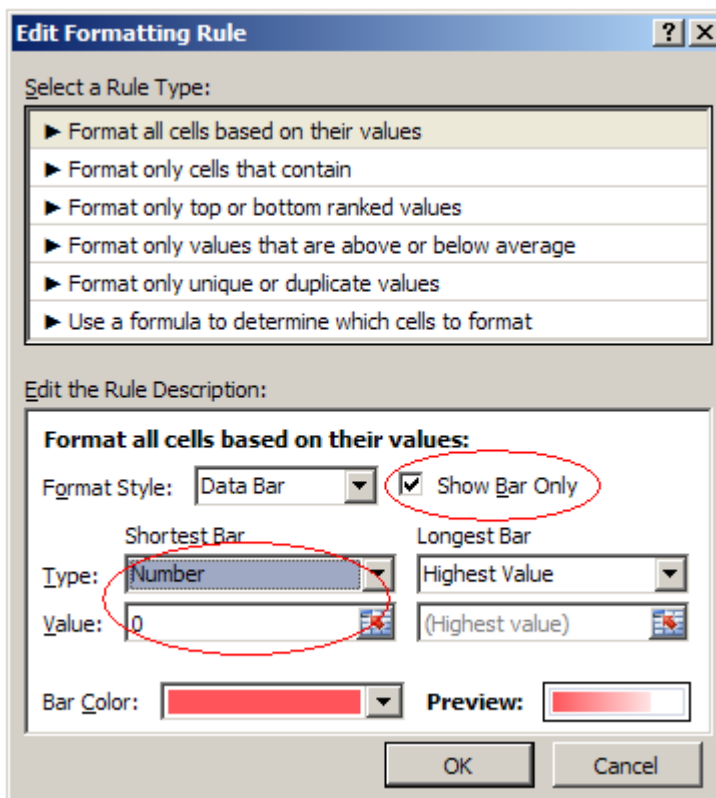 Edit Formatting Rule
Select a Rule Type:
► Format all cells based on their values
► Format only cells that contain
► Format only top or bottom ranked values
► Format only values that are above or below average
► Format only unique or duplicate values
► Use a formula to determine which cells to format
Edit the Rule Description:
Format all cells based on their values:
Format Style: Data Bar Show Bar Only
Shortest Bar Longest Bar
Type: Number Highest Value
Value: 0 (Highest value)
Bar Color: Preview:
OK Cancel